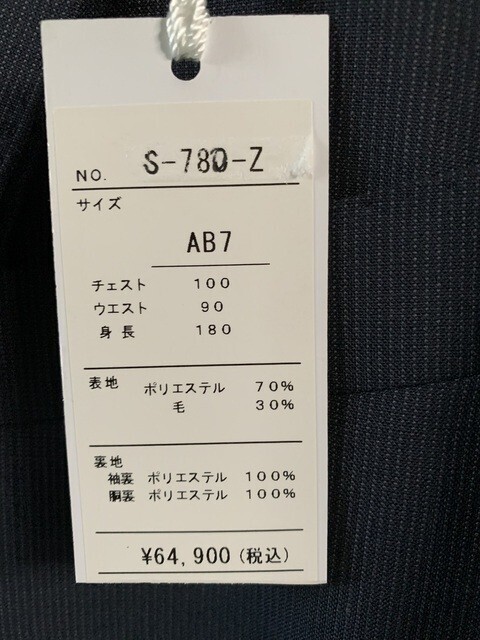 NO. S-780-Z
サイズ
AB7
チェスト 100
ウエスト 90
身長 180
表地 ポリエステル 70%
毛 30%
裏地
袖裏 ポリエステル 100%
胴裏 ポリエステル 100%
¥64,900(税込)